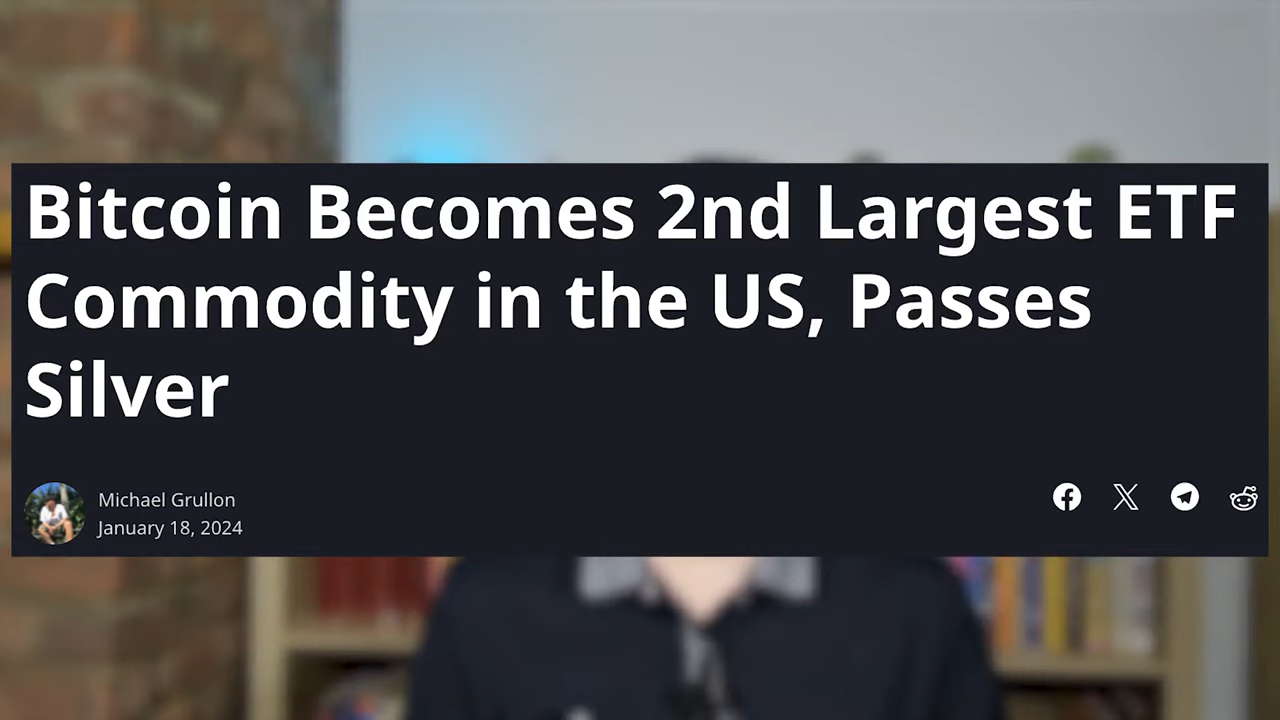 Bitcoin Becomes 2nd Largest ETF
Commodity in the US, Passes
Silver
Michael Grullon
January 18, 2024